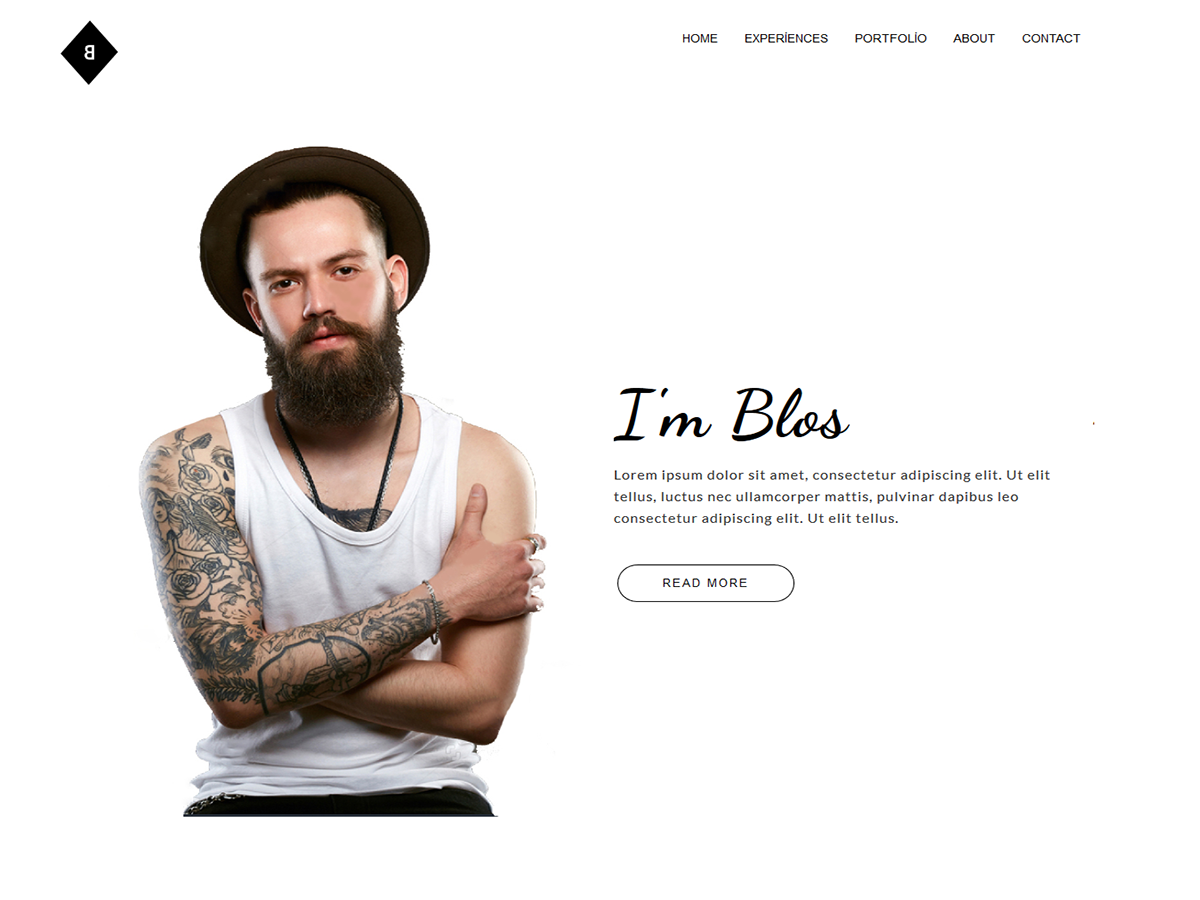 B
HOME EXPERİENCES PORTFOLİO ABOUT CONTACT
I'm Blos
Lorem ipsum dolor sit amet, consectetur adipiscing elit. Ut elit
tellus, luctus nec ullamcorper mattis, pulvinar dapibus leo
consectetur adipiscing elit. Ut elit tellus.
READ MORE